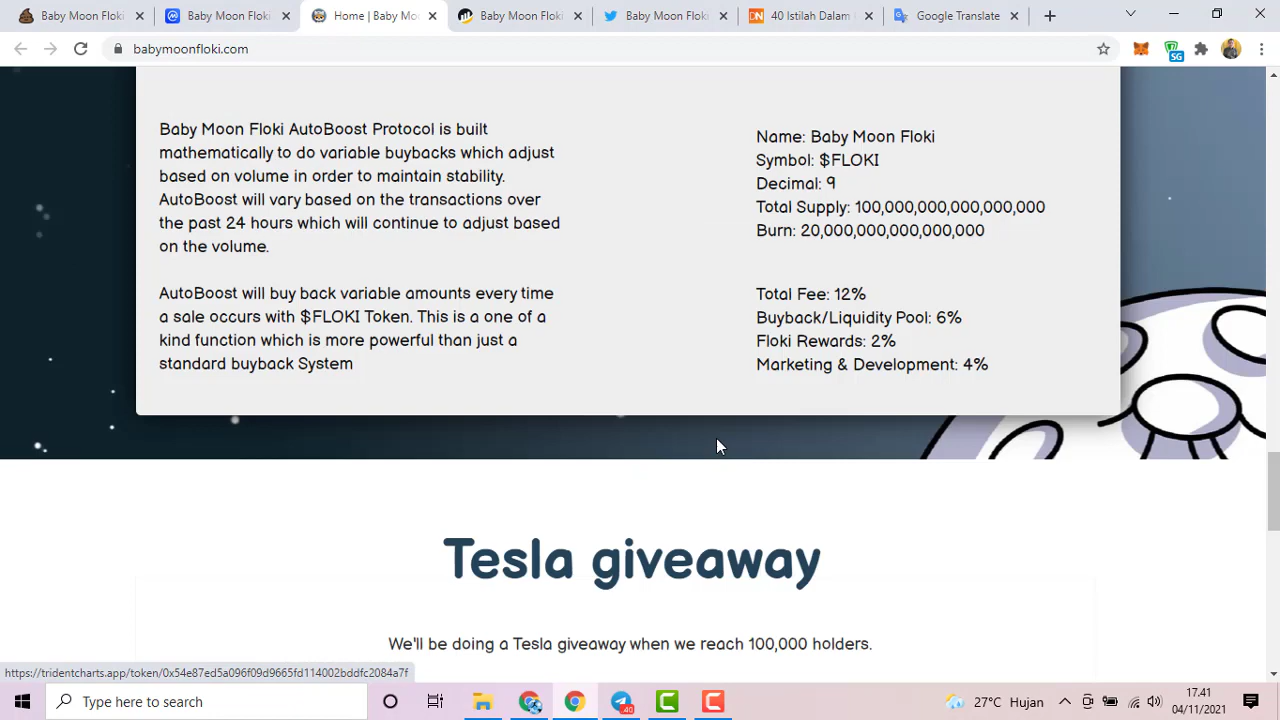 Baby Moon Floki
Baby Moon Floki
Home | Baby Moo
Baby Moon Floki
Baby Moon Floki
40 Istilah Dalam
Google Translate
babymoonfloki.com
SG
Baby Moon Floki AutoBoost Protocol is built
mathematically to do variable buybacks which adjust
based on volume in order to maintain stability.
AutoBoost will vary based on the transactions over
the past 24 hours which will continue to adjust based
on the volume.
AutoBoost will buy back variable amounts every time
a sale occurs with $FLOKI Token. This is a one of a
kind function which is more powerful than just a
standard buyback System
Name: Baby Moon Floki
Symbol: $FLOKI
Decimal: 9
Total Supply: 100,000,000,000,000,000
Burn: 20,000,000,000,000,000
Total Fee: 12%
Buyback/Liquidity Pool: 6%
Floki Rewards: 2%
Marketing & Development: 4%
Tesla giveaway
We'll be doing a Tesla giveaway when we reach 100,000 holders.
https://tridentcharts.app/token/0x54e87ed5a096f09d9665fd114002bddfc2084a7f
Type here to search
40
27°C Hujan
17.41
04/11/2021